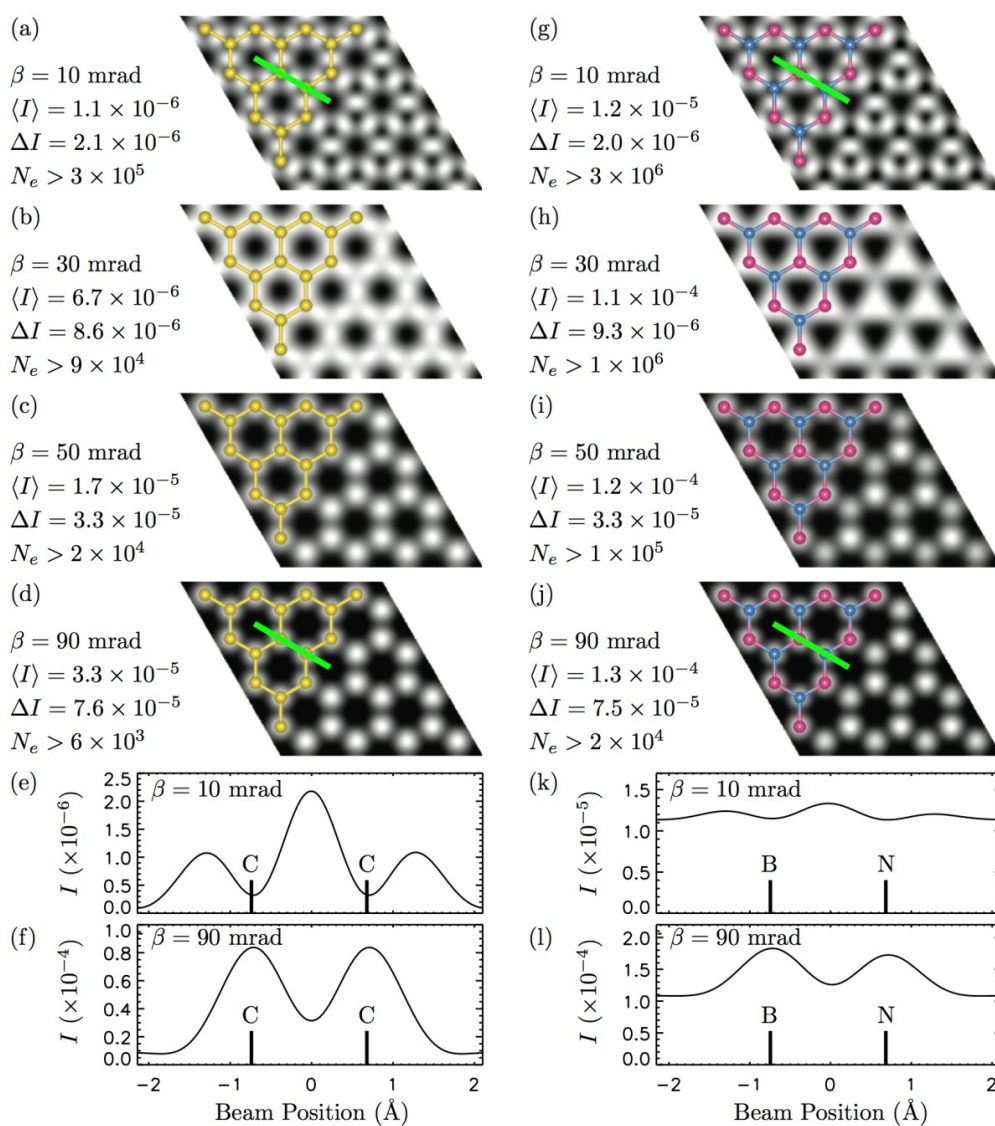 (a)
β = 10 mrad
⟨I⟩ = 1.1 × 10⁻⁶
ΔI = 2.1 × 10⁻⁶
Nₑ > 3 × 10⁵
(b)
β = 30 mrad
⟨I⟩ = 6.7 × 10⁻⁶
ΔI = 8.6 × 10⁻⁶
Nₑ > 9 × 10⁴
(c)
β = 50 mrad
⟨I⟩ = 1.7 × 10⁻⁵
ΔI = 3.3 × 10⁻⁵
Nₑ > 2 × 10⁴
(d)
β = 90 mrad
⟨I⟩ = 3.3 × 10⁻⁵
ΔI = 7.6 × 10⁻⁵
Nₑ > 6 × 10³
(e)
β = 10 mrad
I (×10⁻⁶)
2.5
2.0
1.5
1.0
0.5
0.0
C
C
(f)
β = 90 mrad
I (×10⁻⁴)
1.0
0.8
0.6
0.4
0.2
0.0
C
C
-2
-1
0
1
2
Beam Position (Å)
(g)
β = 10 mrad
⟨I⟩ = 1.2 × 10⁻⁵
ΔI = 2.0 × 10⁻⁶
Nₑ > 3 × 10⁶
(h)
β = 30 mrad
⟨I⟩ = 1.1 × 10⁻⁴
ΔI = 9.3 × 10⁻⁶
Nₑ > 1 × 10⁶
(i)
β = 50 mrad
⟨I⟩ = 1.2 × 10⁻⁴
ΔI = 3.3 × 10⁻⁵
Nₑ > 1 × 10⁵
(j)
β = 90 mrad
⟨I⟩ = 1.3 × 10⁻⁴
ΔI = 7.5 × 10⁻⁵
Nₑ > 2 × 10⁴
(k)
β = 10 mrad
I (×10⁻⁵)
1.5
1.0
0.5
0.0
B
N
(l)
β = 90 mrad
I (×10⁻⁴)
2.0
1.5
1.0
0.5
0.0
B
N
-2
-1
0
1
2
Beam Position (Å)